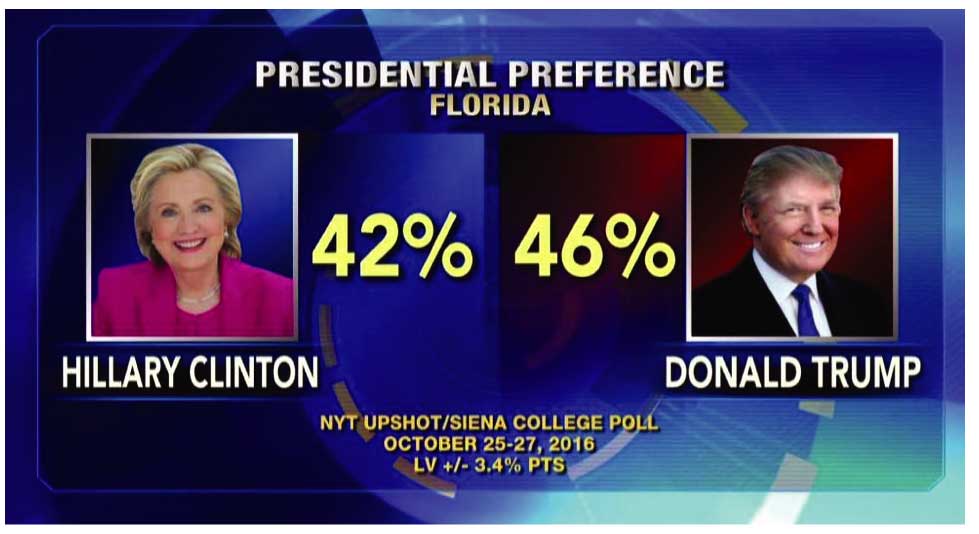 PRESIDENTIAL PREFERENCE
FLORIDA
42% 46%
HILLARY CLINTON DONALD TRUMP
NYT UPSHOT/SIENA COLLEGE POLL
OCTOBER 25-27, 2016
LV +/- 3.4% PTS